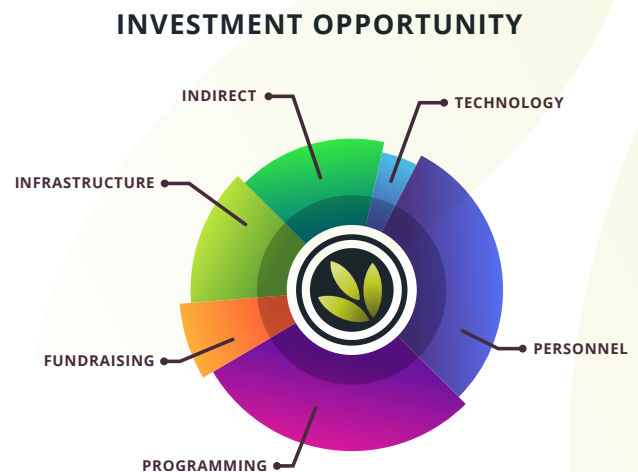 INVESTMENT OPPORTUNITY
INDIRECT
TECHNOLOGY
INFRASTRUCTURE
PERSONNEL
FUNDRAISING
PROGRAMMING